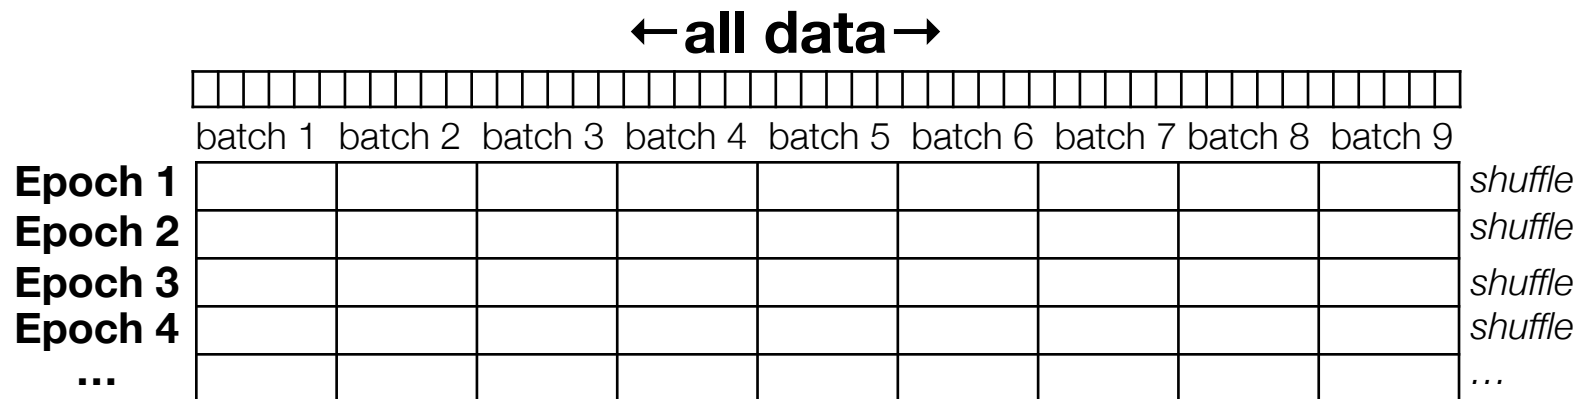 ←all data→
batch 1 batch 2 batch 3 batch 4 batch 5 batch 6 batch 7 batch 8 batch 9
Epoch 1 shuffle
Epoch 2 shuffle
Epoch 3 shuffle
Epoch 4 shuffle
... ...